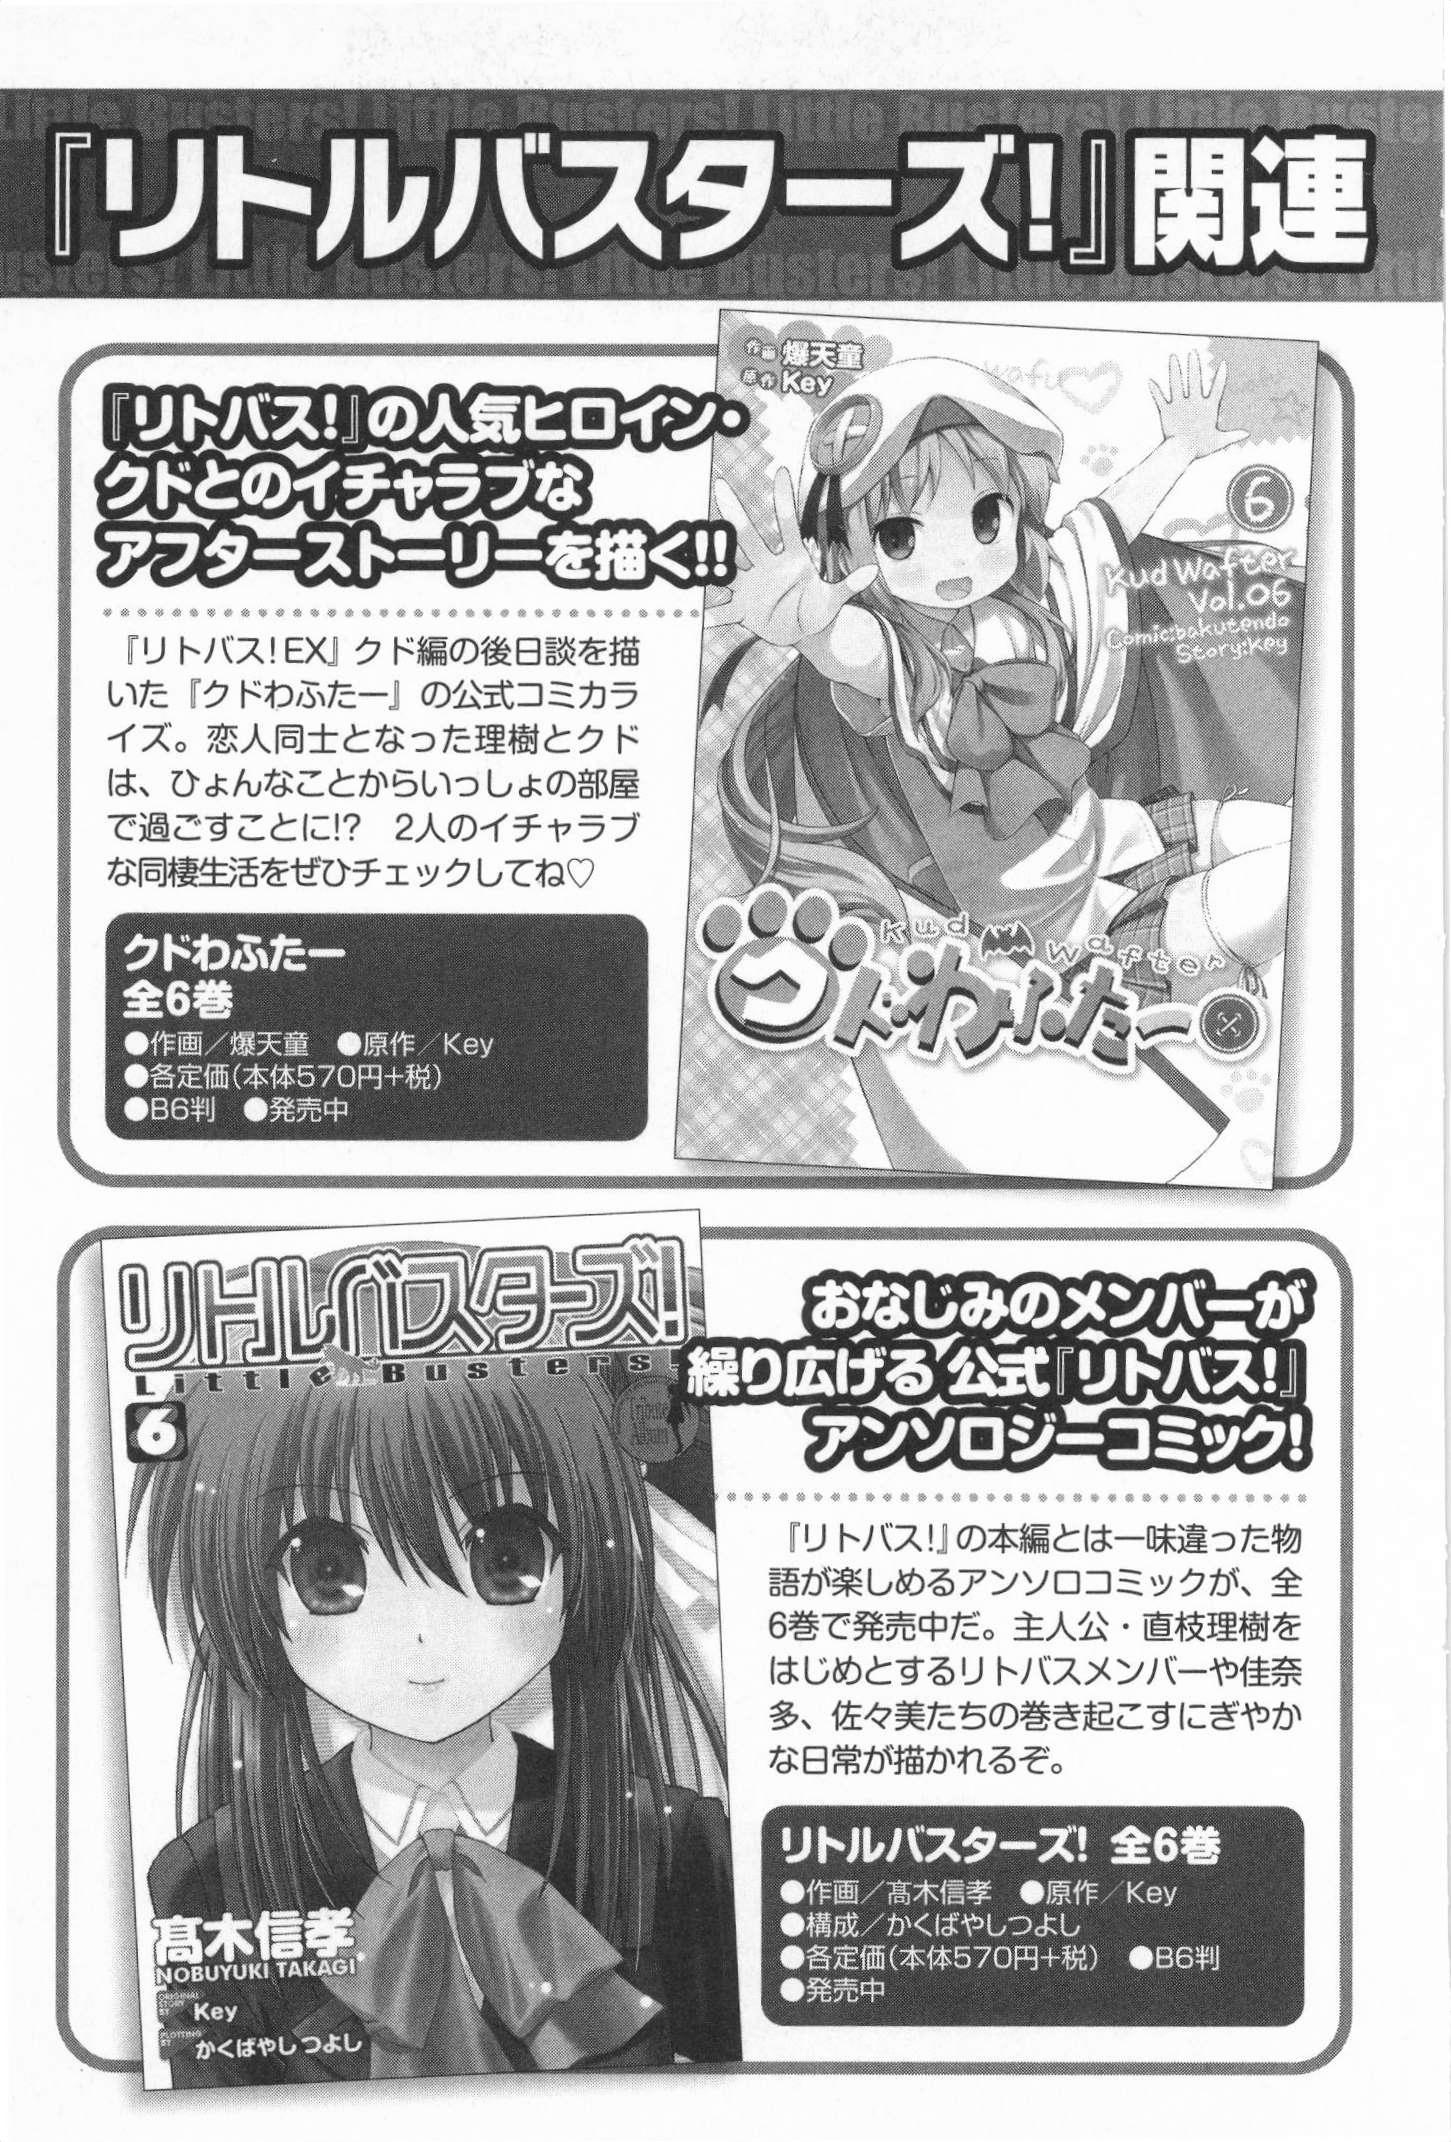 『リトルバスターズ!』関連
作画 爆天童
原作 Key
6
Kud Wafter
Vol.06
Comic:bakutendo
Story:Key
Kud Wafter
クドわふたー
『リトバス!』の人気ヒロイン・
クドとのイチャラブな
アフターストーリーを描く!!
『リトバス!EX』クド編の後日談を描
いた『クドわふたー』の公式コミカラ
イズ。恋人同士となった理樹とクド
は、ひょんなことからいっしょの部屋
で過ごすことに!?　2人のイチャラブ
な同棲生活をぜひチェックしてね♡
クドわふたー
全6巻
●作画／爆天童　●原作／Key
●各定価(本体570円+税)
●B6判　●発売中
リトルバスターズ!
Little Busters!
6
髙木信孝
NOBUYUKI TAKAGI
ORIGINAL STORY BY Key
PLOTTING BY かくばやしつよし
おなじみのメンバーが
繰り広げる 公式『リトバス!』
アンソロジーコミック!
『リトバス!』の本編とは一味違った物
語が楽しめるアンソロコミックが、全
6巻で発売中だ。主人公・直枝理樹を
はじめとするリトバスメンバーや佳奈
多、佐々美たちの巻き起こすにぎやか
な日常が描かれるぞ。
リトルバスターズ! 全6巻
●作画／髙木信孝　●原作／Key
●構成／かくばやしつよし
●各定価(本体570円+税)　●B6判
●発売中